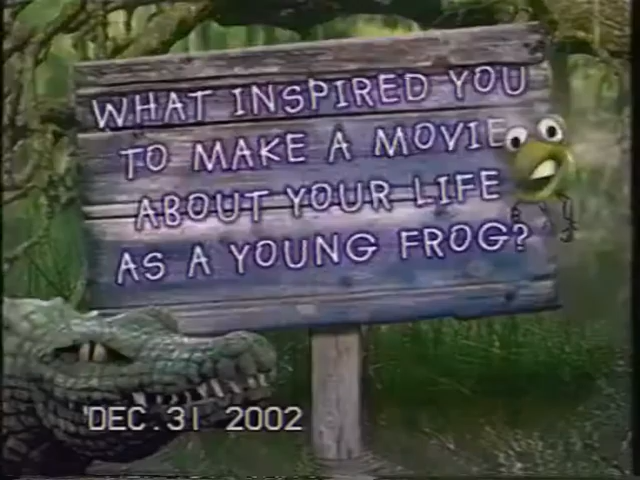 WHAT INSPIRED YOU
TO MAKE A MOVIE
ABOUT YOUR LIFE
AS A YOUNG FROG?
DEC. 31 2002